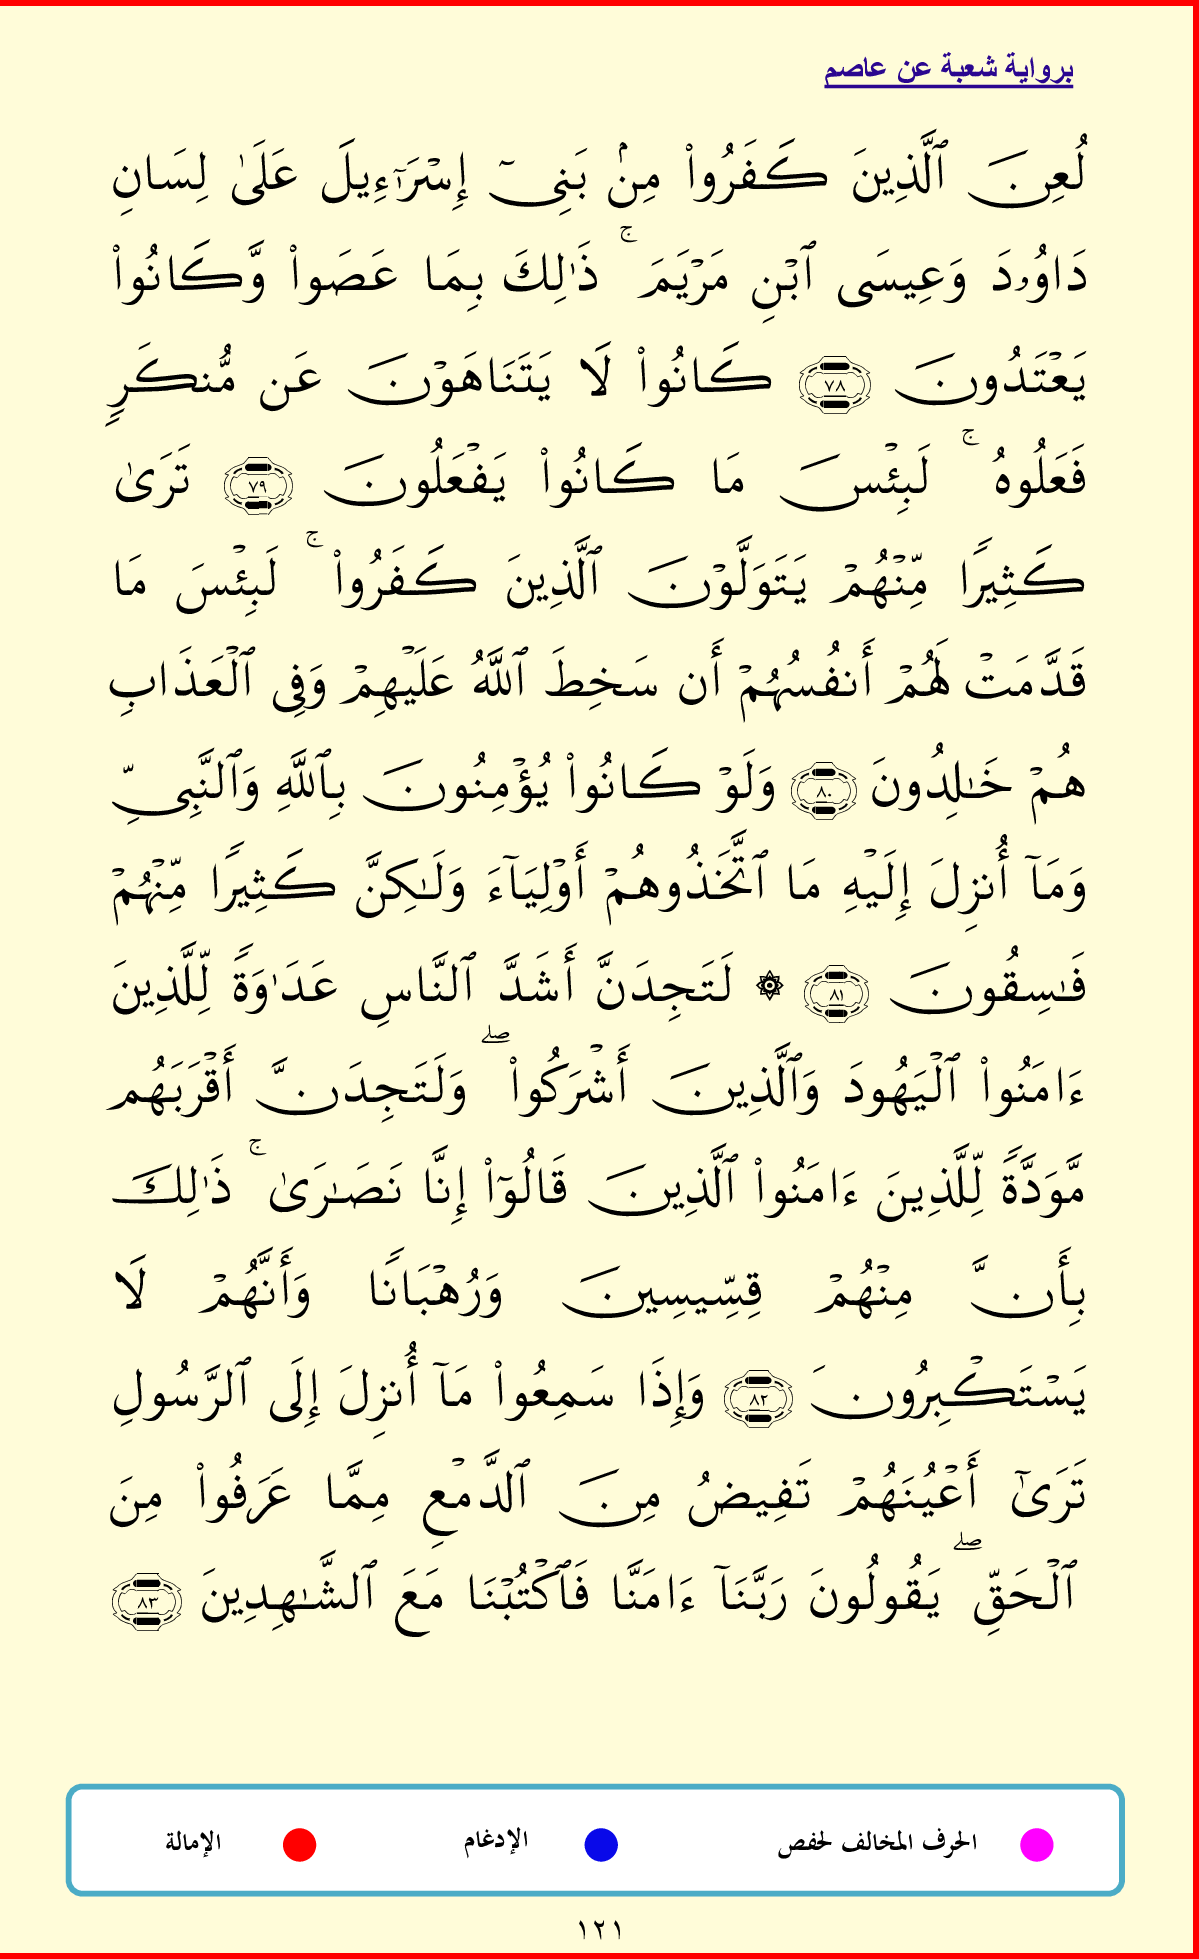 برواية شعبة عن عاصم
لُعِنَ ٱلَّذِينَ كَفَرُواْ مِنۢ بَنِيٓ إِسۡرَٰٓءِيلَ عَلَىٰ لِسَانِ
دَاوُۥدَ وَعِيسَى ٱبۡنِ مَرۡيَمَۚ ذَٰلِكَ بِمَا عَصَواْ وَّكَانُواْ
يَعۡتَدُونَ ٧٨ كَانُواْ لَا يَتَنَاهَوۡنَ عَن مُّنكَرٖ
فَعَلُوهُۚ لَبِئۡسَ مَا كَانُواْ يَفۡعَلُونَ ٧٩ تَرَىٰ
كَثِيرٗا مِّنۡهُمۡ يَتَوَلَّوۡنَ ٱلَّذِينَ كَفَرُواْۚ لَبِئۡسَ مَا
قَدَّمَتۡ لَهُمۡ أَنفُسُهُمۡ أَن سَخِطَ ٱللَّهُ عَلَيۡهِمۡ وَفِي ٱلۡعَذَابِ
هُمۡ خَٰلِدُونَ ٨٠ وَلَوۡ كَانُواْ يُؤۡمِنُونَ بِٱللَّهِ وَٱلنَّبِيِّ
وَمَآ أُنزِلَ إِلَيۡهِ مَا ٱتَّخَذُوهُمۡ أَوۡلِيَآءَ وَلَٰكِنَّ كَثِيرٗا مِّنۡهُمۡ
فَٰسِقُونَ ٨١ ۞ لَتَجِدَنَّ أَشَدَّ ٱلنَّاسِ عَدَٰوَةٗ لِّلَّذِينَ
ءَامَنُواْ ٱلۡيَهُودَ وَٱلَّذِينَ أَشۡرَكُواْۖ وَلَتَجِدَنَّ أَقۡرَبَهُم
مَّوَدَّةٗ لِّلَّذِينَ ءَامَنُواْ ٱلَّذِينَ قَالُوٓاْ إِنَّا نَصَٰرَىٰۚ ذَٰلِكَ
بِأَنَّ مِنۡهُمۡ قِسِّيسِينَ وَرُهۡبَانٗا وَأَنَّهُمۡ لَا
يَسۡتَكۡبِرُونَ ٨٢ وَإِذَا سَمِعُواْ مَآ أُنزِلَ إِلَى ٱلرَّسُولِ
تَرَىٰٓ أَعۡيُنَهُمۡ تَفِيضُ مِنَ ٱلدَّمۡعِ مِمَّا عَرَفُواْ مِنَ
ٱلۡحَقِّۖ يَقُولُونَ رَبَّنَآ ءَامَنَّا فَٱكۡتُبۡنَا مَعَ ٱلشَّٰهِدِينَ ٨٣
الحرف المخالف لحفص الإدغام الإمالة
١٢١